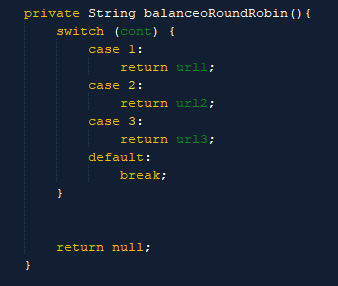 private String balanceoRoundRobin(){
switch (cont) {
case 1:
return url1;
case 2:
return url2;
case 3:
return url3;
default:
break;
}
return null;
}